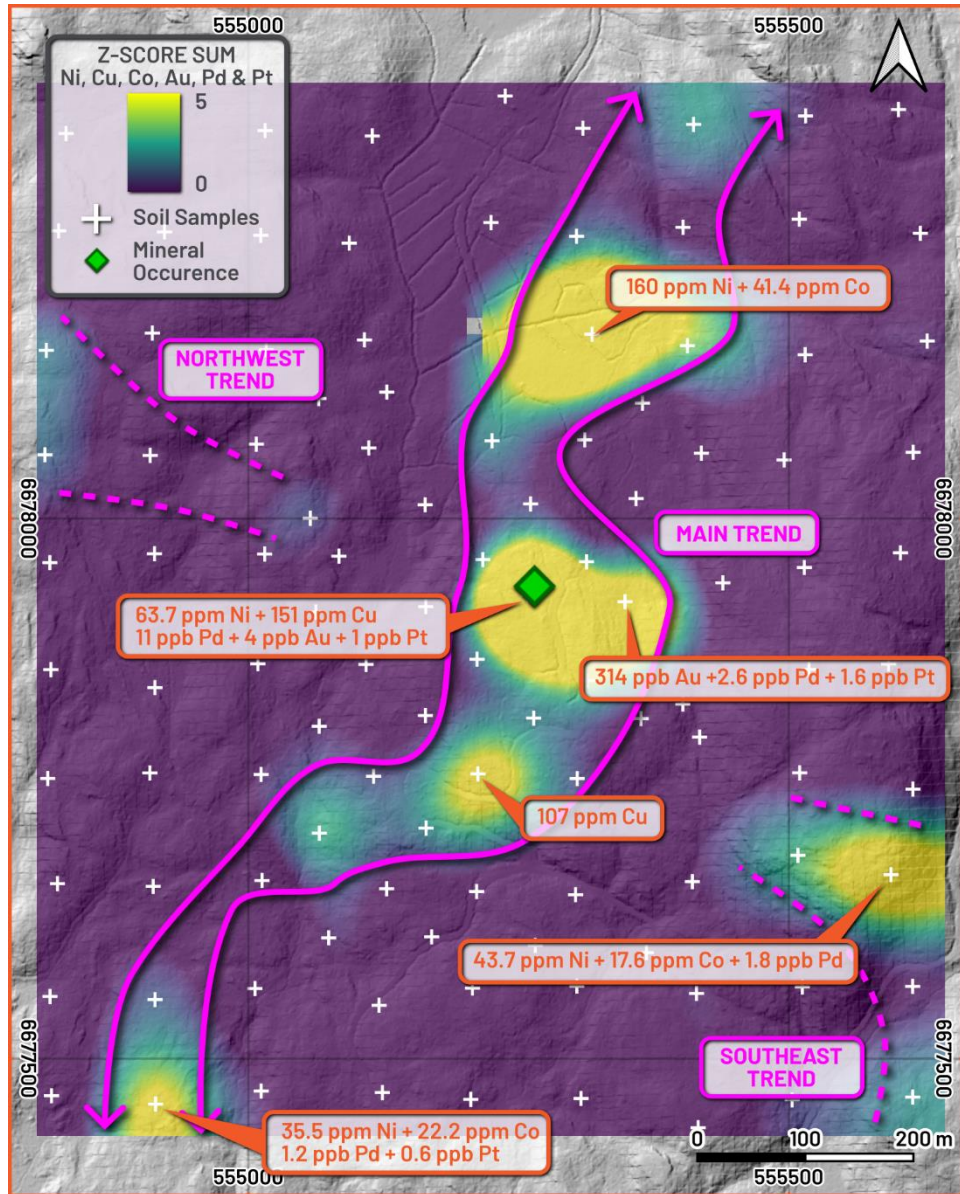 555000
555500
Z-SCORE SUM
Ni, Cu, Co, Au, Pd & Pt
5
0
Soil Samples
Mineral
Occurence
160 ppm Ni + 41.4 ppm Co
NORTHWEST
TREND
6678000
6678000
MAIN TREND
63.7 ppm Ni + 151 ppm Cu
11 ppb Pd + 4 ppb Au + 1 ppb Pt
314 ppb Au +2.6 ppb Pd + 1.6 ppb Pt
107 ppm Cu
43.7 ppm Ni + 17.6 ppm Co + 1.8 ppb Pd
6677500
6677500
SOUTHEAST
TREND
35.5 ppm Ni + 22.2 ppm Co
1.2 ppb Pd + 0.6 ppb Pt
0 100 200 m
555000
555500